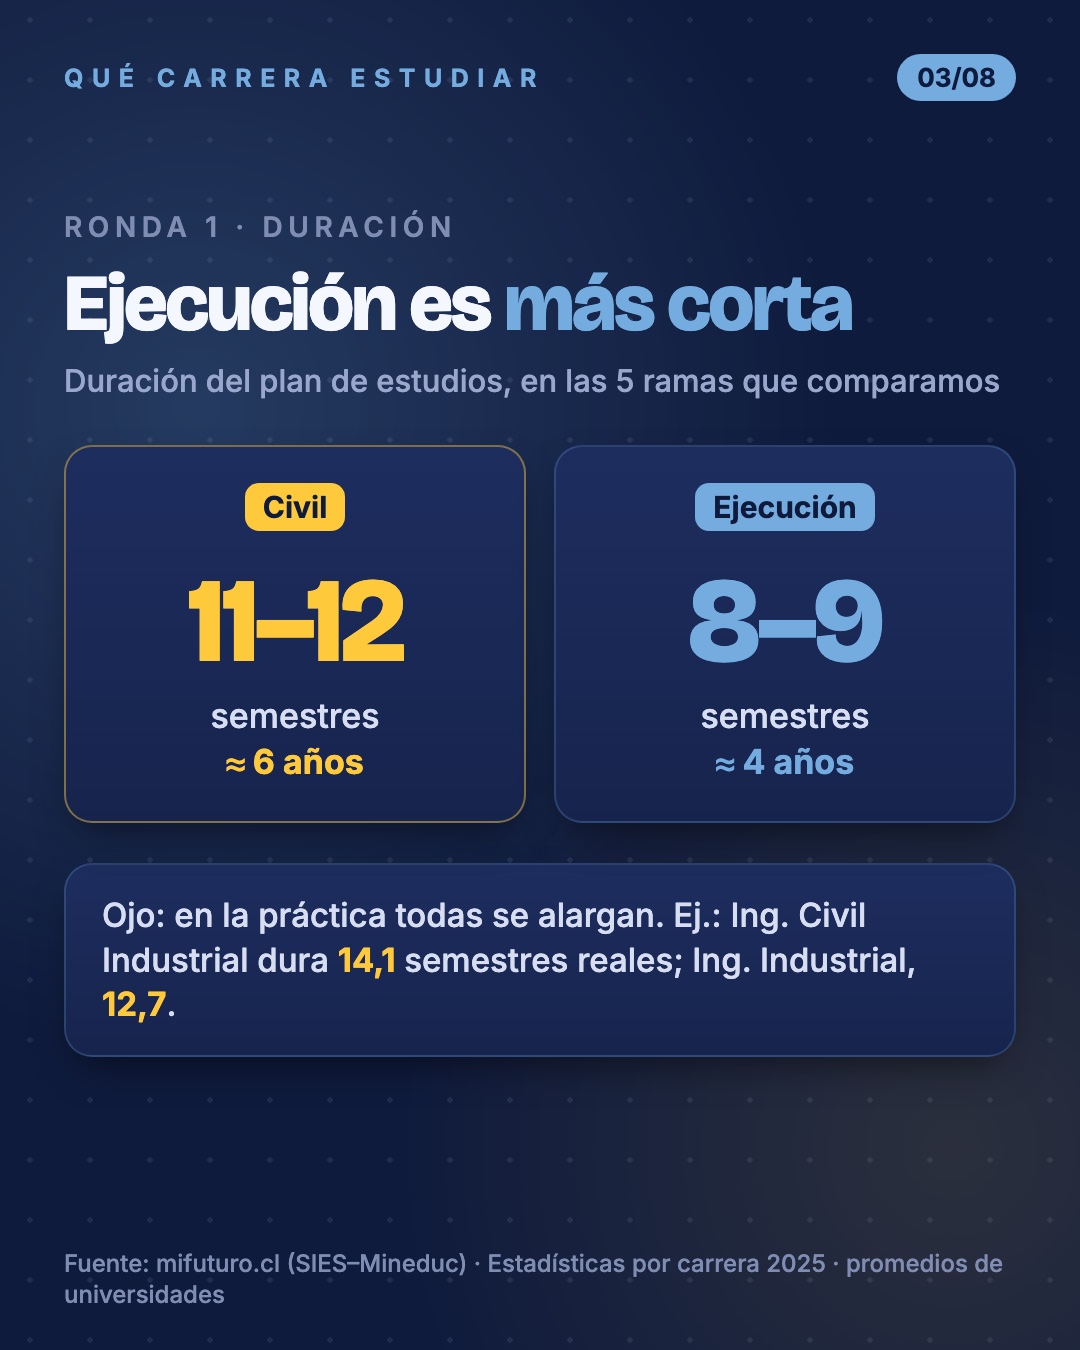 QUÉ CARRERA ESTUDIAR
03/08
RONDA 1 · DURACIÓN
Ejecución es más corta
Duración del plan de estudios, en las 5 ramas que comparamos
Civil
11–12
semestres
≈ 6 años
Ejecución
8–9
semestres
≈ 4 años
Ojo: en la práctica todas se alargan. Ej.: Ing. Civil
Industrial dura 14,1 semestres reales; Ing. Industrial,
12,7.
Fuente: mifuturo.cl (SIES–Mineduc) · Estadísticas por carrera 2025 · promedios de
universidades